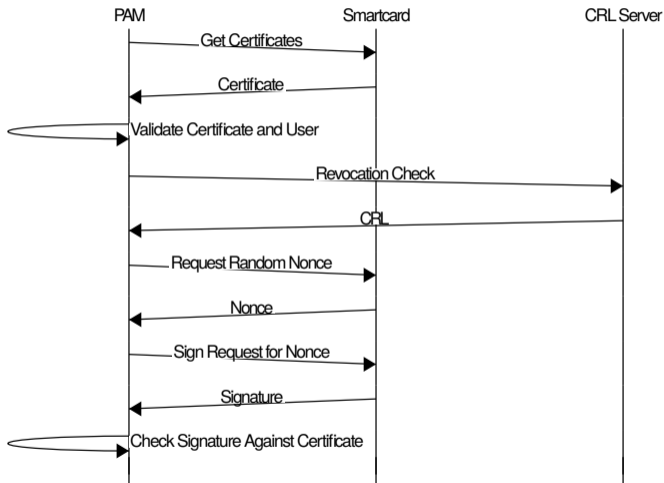 PAM Smartcard CRL Server
Get Certificates
Certificate
Validate Certificate and User
Revocation Check
CRL
Request Random Nonce
Nonce
Sign Request for Nonce
Signature
Check Signature Against Certificate